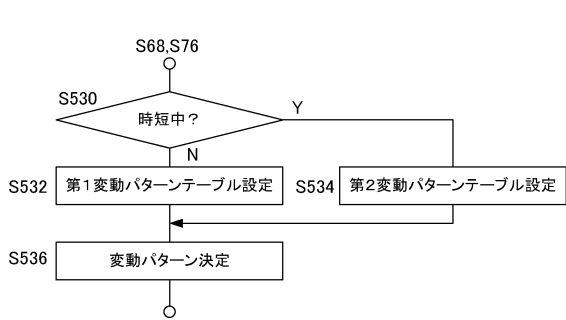 S68,S76
S530
時短中？
Y
N
S532
第１変動パターンテーブル設定
S534
第２変動パターンテーブル設定
S536
変動パターン決定